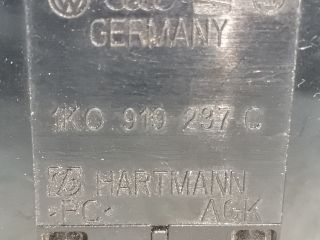 GERMANY
1K0 919 237 C
HARTMANN
>PC< AGK